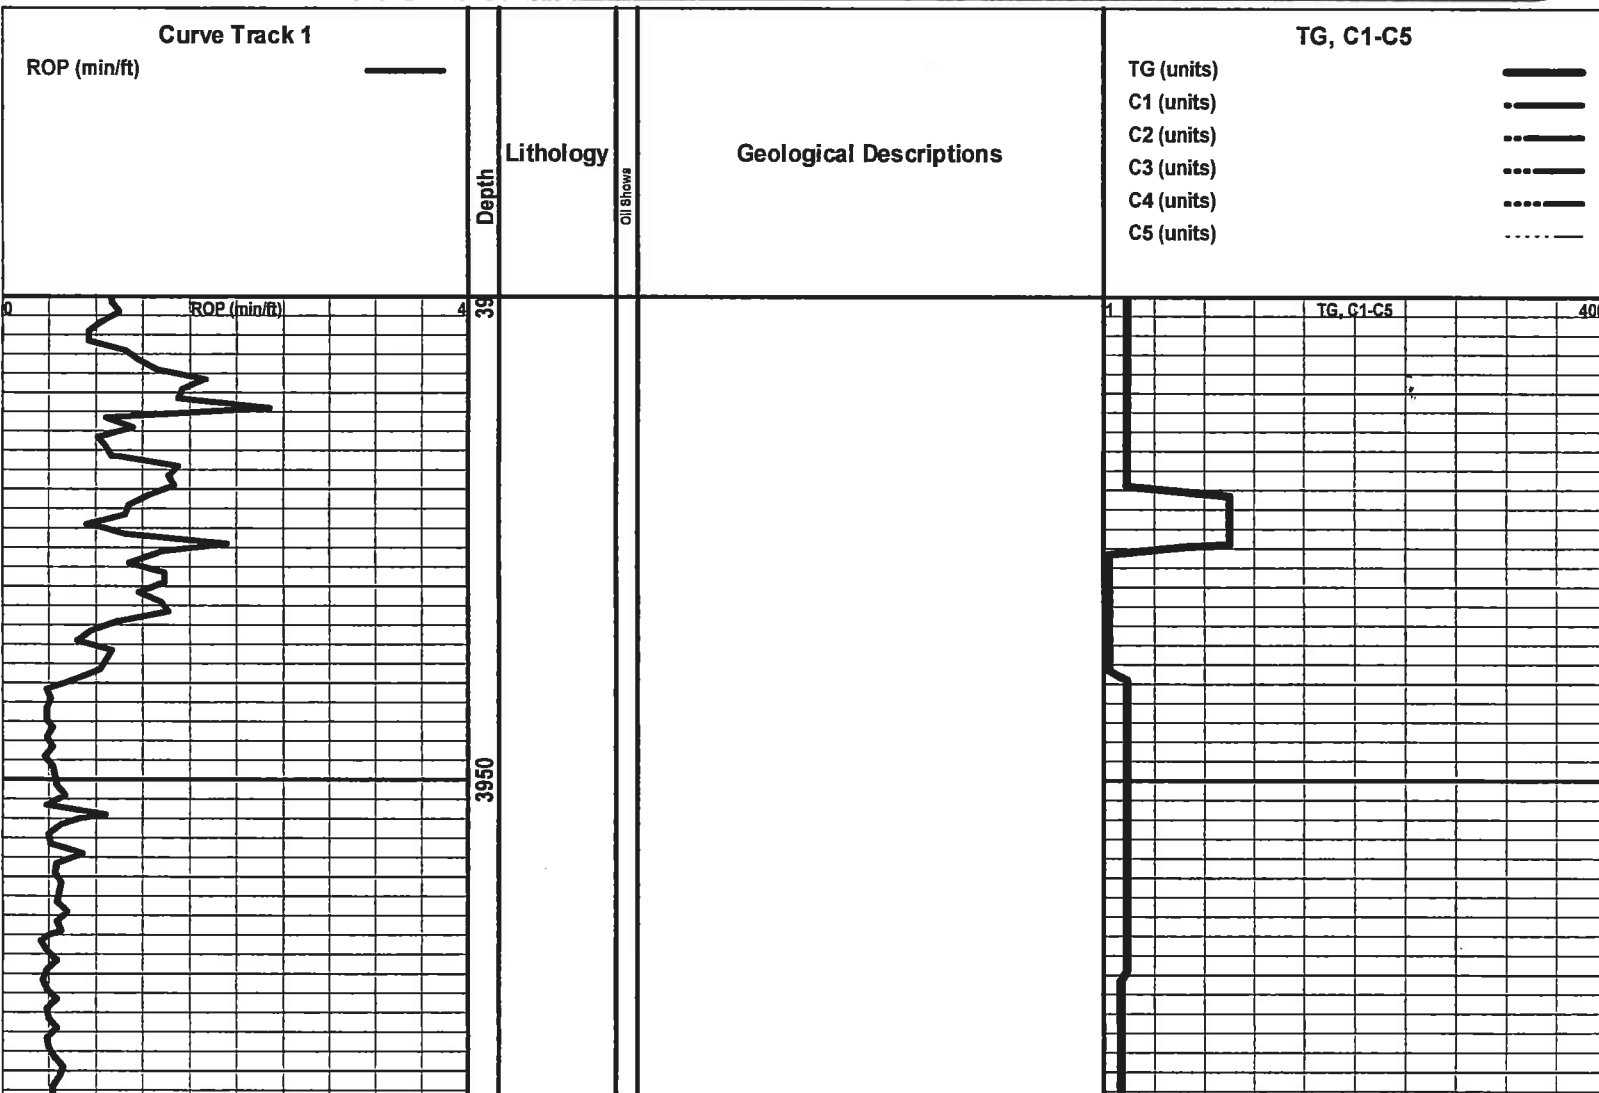 Curve Track 1
ROP (min/ft)
Depth
Lithology
Oil Shows
Geological Descriptions
TG, C1-C5
TG (units)
C1 (units)
C2 (units)
C3 (units)
C4 (units)
C5 (units)
0 ROP (min/ft) 4
39
1 TG, C1-C5 400
3950